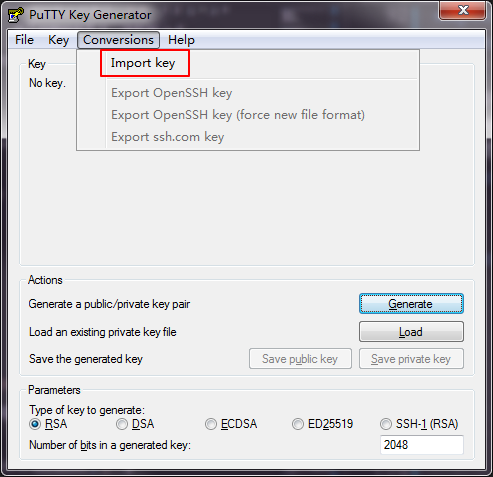 PuTTY Key Generator
File Key Conversions Help
Import key
Export OpenSSH key
Export OpenSSH key (force new file format)
Export ssh.com key
Key
No key.
Actions
Generate a public/private key pair
Generate
Load an existing private key file
Load
Save the generated key
Save public key
Save private key
Parameters
Type of key to generate:
RSA DSA ECDSA ED25519 SSH-1 (RSA)
Number of bits in a generated key:
2048